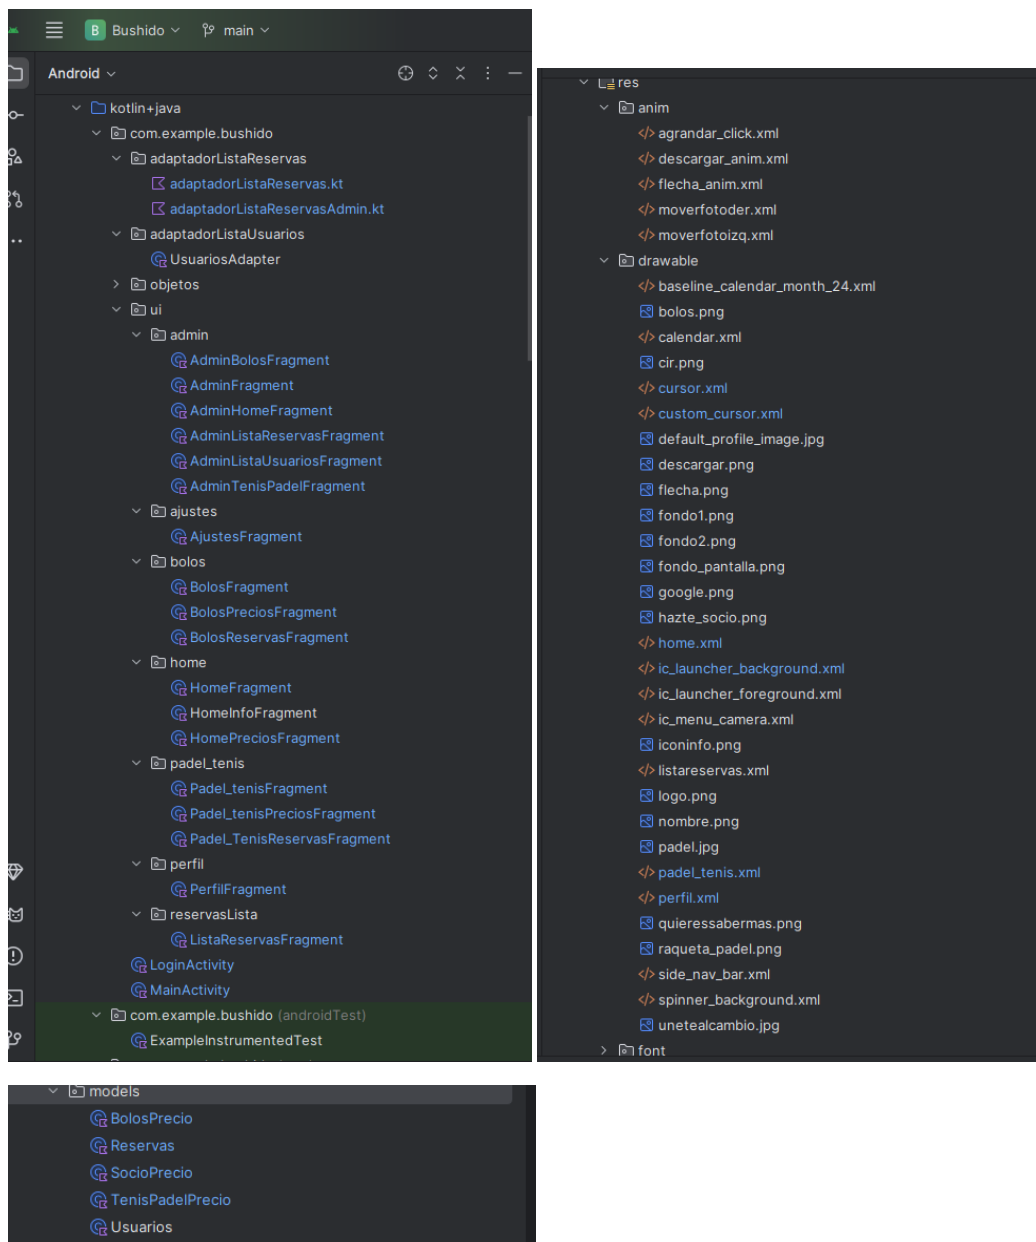 B Bushido main
Android
kotlin+java
com.example.bushido
adaptadorListaReservas
adaptadorListaReservas.kt
adaptadorListaReservasAdmin.kt
adaptadorListaUsuarios
UsuariosAdapter
objetos
ui
admin
AdminBolosFragment
AdminFragment
AdminHomeFragment
AdminListaReservasFragment
AdminListaUsuariosFragment
AdminTenisPadelFragment
ajustes
AjustesFragment
bolos
BolosFragment
BolosPreciosFragment
BolosReservasFragment
home
HomeFragment
HomeInfoFragment
HomePreciosFragment
padel_tenis
Padel_tenisFragment
Padel_tenisPreciosFragment
Padel_TenisReservasFragment
perfil
PerfilFragment
reservasLista
ListaReservasFragment
LoginActivity
MainActivity
com.example.bushido (androidTest)
ExampleInstrumentedTest
res
anim
agrandar_click.xml
descargar_anim.xml
flecha_anim.xml
moverfotoder.xml
moverfotoizq.xml
drawable
baseline_calendar_month_24.xml
bolos.png
calendar.xml
cir.png
cursor.xml
custom_cursor.xml
default_profile_image.jpg
descargar.png
flecha.png
fondo1.png
fondo2.png
fondo_pantalla.png
google.png
hazte_socio.png
home.xml
ic_launcher_background.xml
ic_launcher_foreground.xml
ic_menu_camera.xml
iconinfo.png
listareservas.xml
logo.png
nombre.png
padel.jpg
padel_tenis.xml
perfil.xml
quieressabermas.png
raqueta_padel.png
side_nav_bar.xml
spinner_background.xml
unetealcambio.jpg
font
models
BolosPrecio
Reservas
SocioPrecio
TenisPadelPrecio
Usuarios